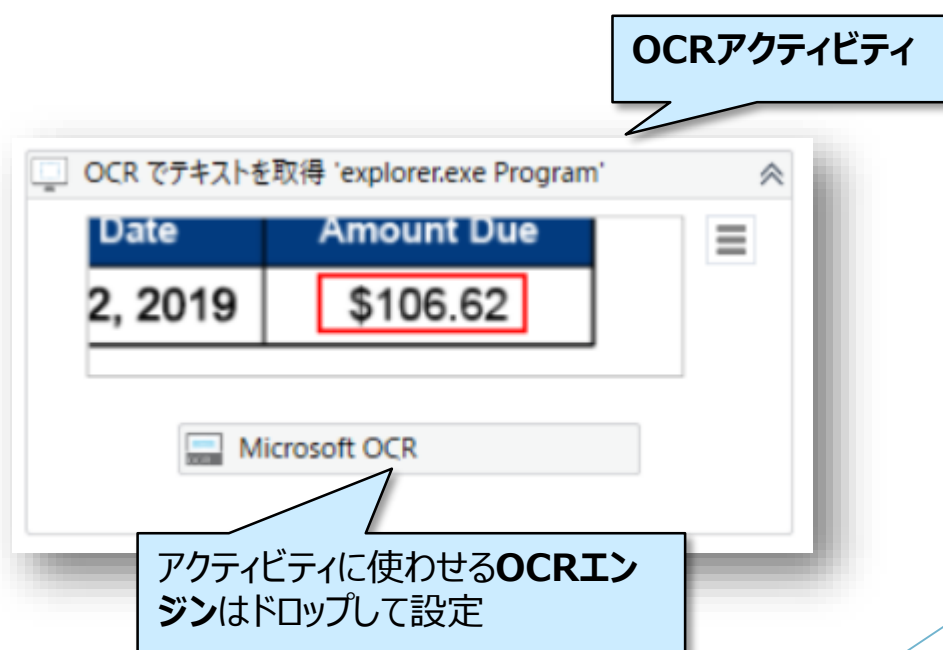 OCRアクティビティ
OCR でテキストを取得 'explorer.exe Program'
Date Amount Due
2, 2019 $106.62
Microsoft OCR
アクティビティに使わせるOCRエン
ジンはドロップして設定